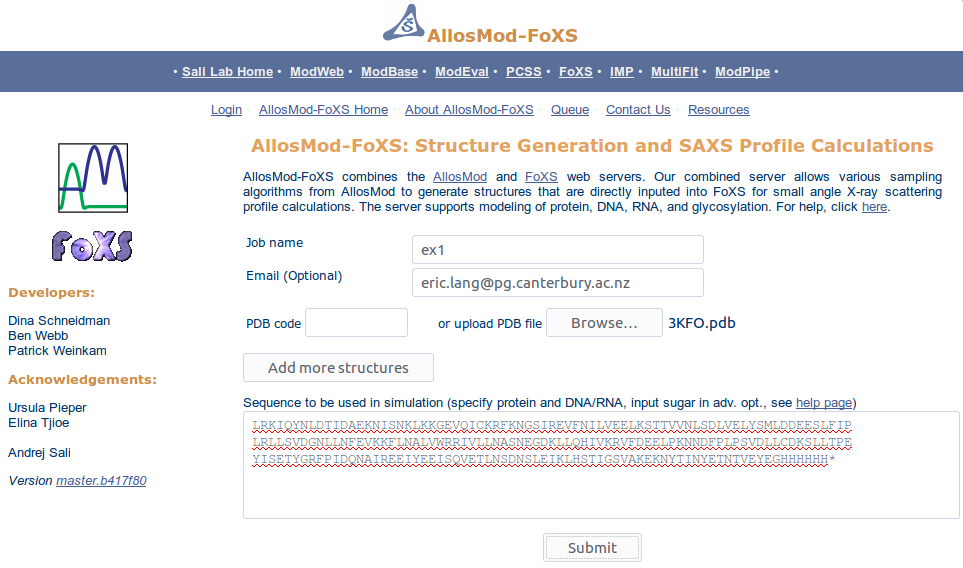 AllosMod-FoXS
• Sali Lab Home • ModWeb • ModBase • ModEval • PCSS • FoXS • IMP • MultiFit • ModPipe •
Login AllosMod-FoXS Home About AllosMod-FoXS Queue Contact Us Resources
AllosMod-FoXS: Structure Generation and SAXS Profile Calculations
AllosMod-FoXS combines the AllosMod and FoXS web servers. Our combined server allows various sampling
algorithms from AllosMod to generate structures that are directly inputed into FoXS for small angle X-ray scattering
profile calculations. The server supports modeling of protein, DNA, RNA, and glycosylation. For help, click here.
FoXS
Developers:
Dina Schneidman
Ben Webb
Patrick Weinkam
Acknowledgements:
Ursula Pieper
Elina Tjioe
Andrej Sali
Version master.b417f80
Job name
ex1
Email (Optional)
eric.lang@pg.canterbury.ac.nz
PDB code or upload PDB file Browse... 3KFO.pdb
Add more structures
Sequence to be used in simulation (specify protein and DNA/RNA, input sugar in adv. opt., see help page)
LRKIQYNLDTIDAEKNISNKLKKGEVQICKRFKNGSIREVFNILVEELKSTTVVNLSDLVELYSMLDDEESLFIP
LRLLSVDGNLLNFEVKKFLNALVWRRIVLLNASNEGDKLLQHIVKRVFDEELPKNNDFPLPSVDLLCDKSLLTPE
YISETYGRFPIDQNAIREEIYEEISQVETLNSDNSLEIKLHSTIGSVAKEKNYTINYETNTVEYEGHHHHHH*
Submit